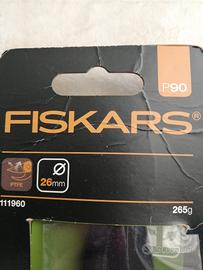 P90
FISKARS®
PTFE
Ø 26mm
111960
265g